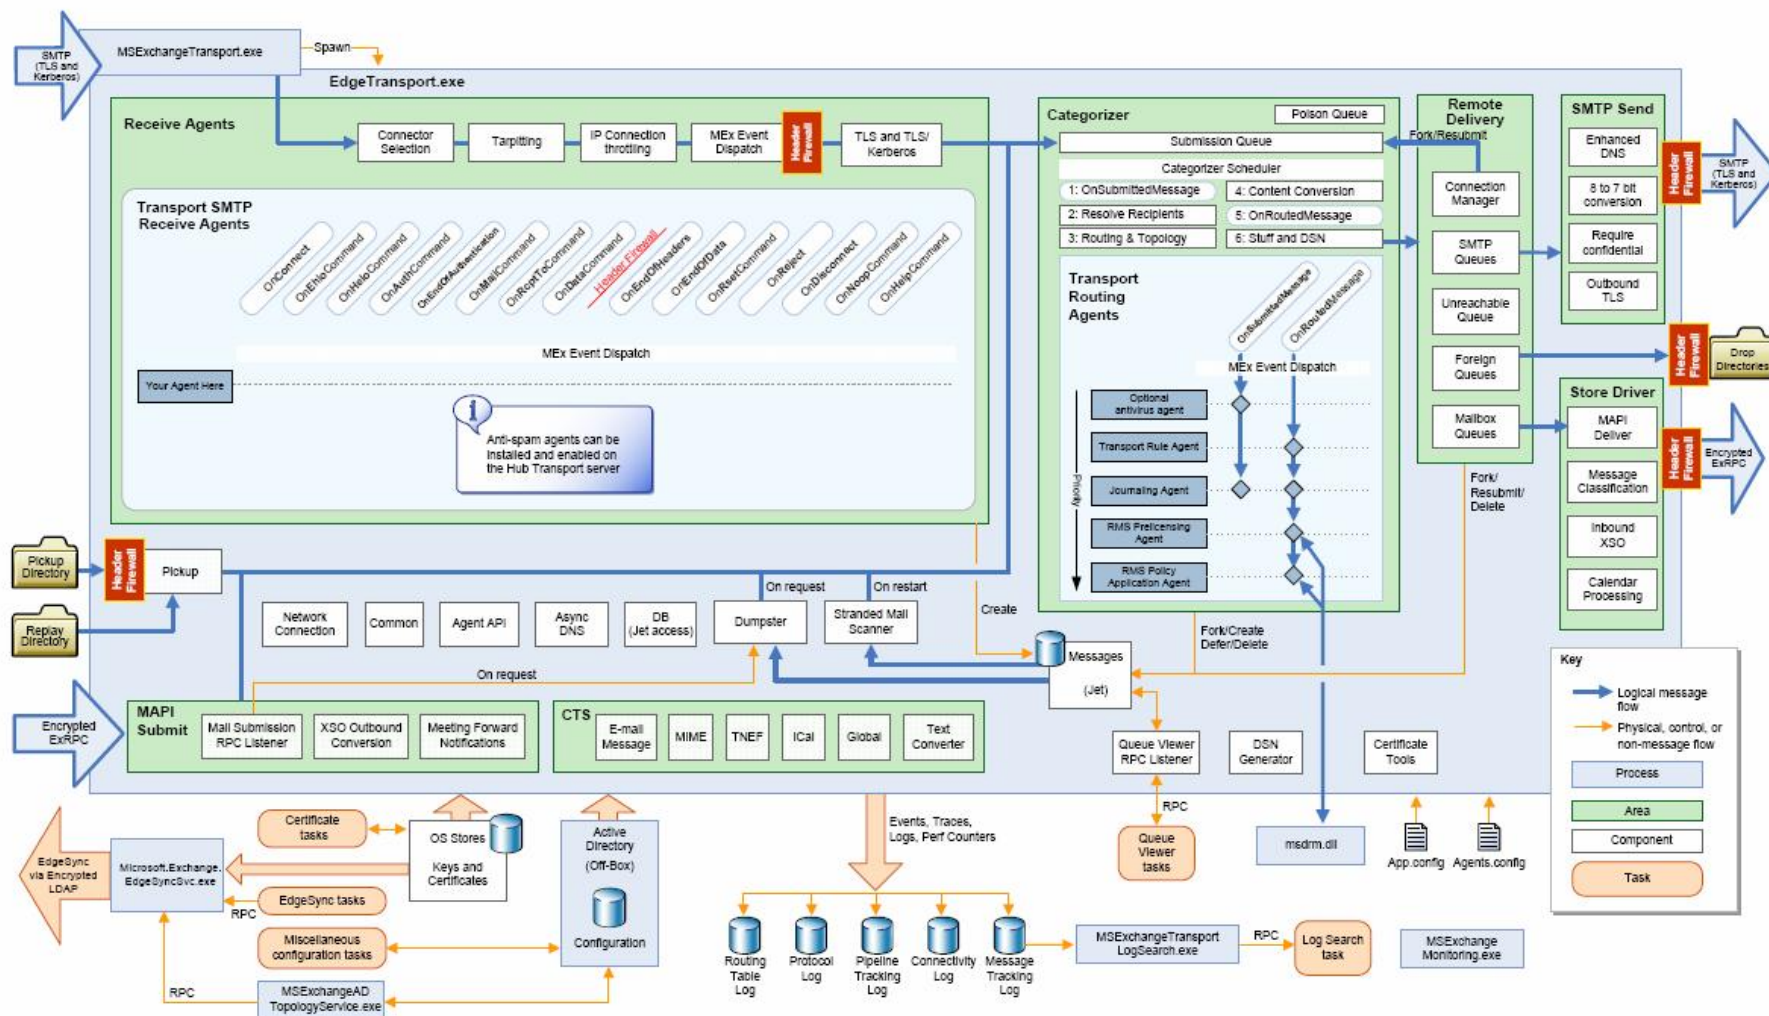 SMTP
(TLS and
Kerberos)
MSExchangeTransport.exe
Spawn
EdgeTransport.exe
Receive Agents
Connector
Selection
Tarpitting
IP Connection
throttling
MEx Event
Dispatch
Header
Firewall
TLS and TLS/
Kerberos
Transport SMTP
Receive Agents
OnConnect
OnEhloCommand
OnHeloCommand
OnAuthCommand
OnEndOfAuthentication
OnMailCommand
OnRcptToCommand
OnDataCommand
Header Firewall
OnEndOfHeaders
OnEndOfData
OnRsetCommand
OnReject
OnDisconnect
OnNoopCommand
OnHelpCommand
MEx Event Dispatch
Your Agent Here
i
Anti-spam agents can be
installed and enabled on
the Hub Transport server
Categorizer
Poison Queue
Submission Queue
Categorizer Scheduler
1: OnSubmittedMessage
2: Resolve Recipients
3: Routing & Topology
4: Content Conversion
5: OnRoutedMessage
6: Stuff and DSN
Transport
Routing
Agents
OnSubmittedMessage
OnRoutedMessage
MEx Event Dispatch
Priority
Optional
antivirus agent
Transport Rule Agent
Journaling Agent
RMS Prelicensing
Agent
RMS Policy
Application Agent
Remote
Delivery
Fork/Resubmit
Connection
Manager
SMTP
Queues
Unreachable
Queue
Foreign
Queues
Mailbox
Queues
Fork/
Resubmit/
Delete
SMTP Send
Enhanced
DNS
8 to 7 bit
conversion
Require
confidential
Outbound
TLS
Header
Firewall
SMTP
(TLS and
Kerberos)
Header
Firewall
Drop
Directories
Store Driver
MAPI
Deliver
Message
Classification
Inbound
XSO
Calendar
Processing
Header
Firewall
Encrypted
ExRPC
Pickup
Directory
Header
Firewall
Pickup
Replay
Directory
Network
Connection
Common
Agent API
Async
DNS
DB
(Jet access)
On request
Dumpster
On restart
Stranded Mail
Scanner
Create
Messages
(Jet)
Fork/Create
Defer/Delete
On request
Encrypted
ExRPC
MAPI
Submit
Mail Submission
RPC Listener
XSO Outbound
Conversion
Meeting Forward
Notifications
CTS
E-mail
Message
MIME
TNEF
ICal
Global
Text
Converter
Queue Viewer
RPC Listener
DSN
Generator
Certificate
Tools
Key
Logical message
flow
Physical, control, or
non-message flow
Process
Area
Component
Task
EdgeSync
via Encrypted
LDAP
Microsoft.Exchange.
EdgeSyncSvc.exe
Certificate
tasks
OS Stores
Keys and
Certificates
RPC
EdgeSync tasks
Miscellaneous
configuration tasks
RPC
MSExchangeAD
TopologyService.exe
Active
Directory
(Off-Box)
Configuration
Events, Traces,
Logs, Perf Counters
Routing
Table
Log
Protocol
Log
Pipeline
Tracking
Log
Connectivity
Log
Message
Tracking
Log
MSExchangeTransport
LogSearch.exe
RPC
Log Search
task
RPC
Queue
Viewer
tasks
msdrm.dll
App.config
Agents.config
MSExchange
Monitoring.exe